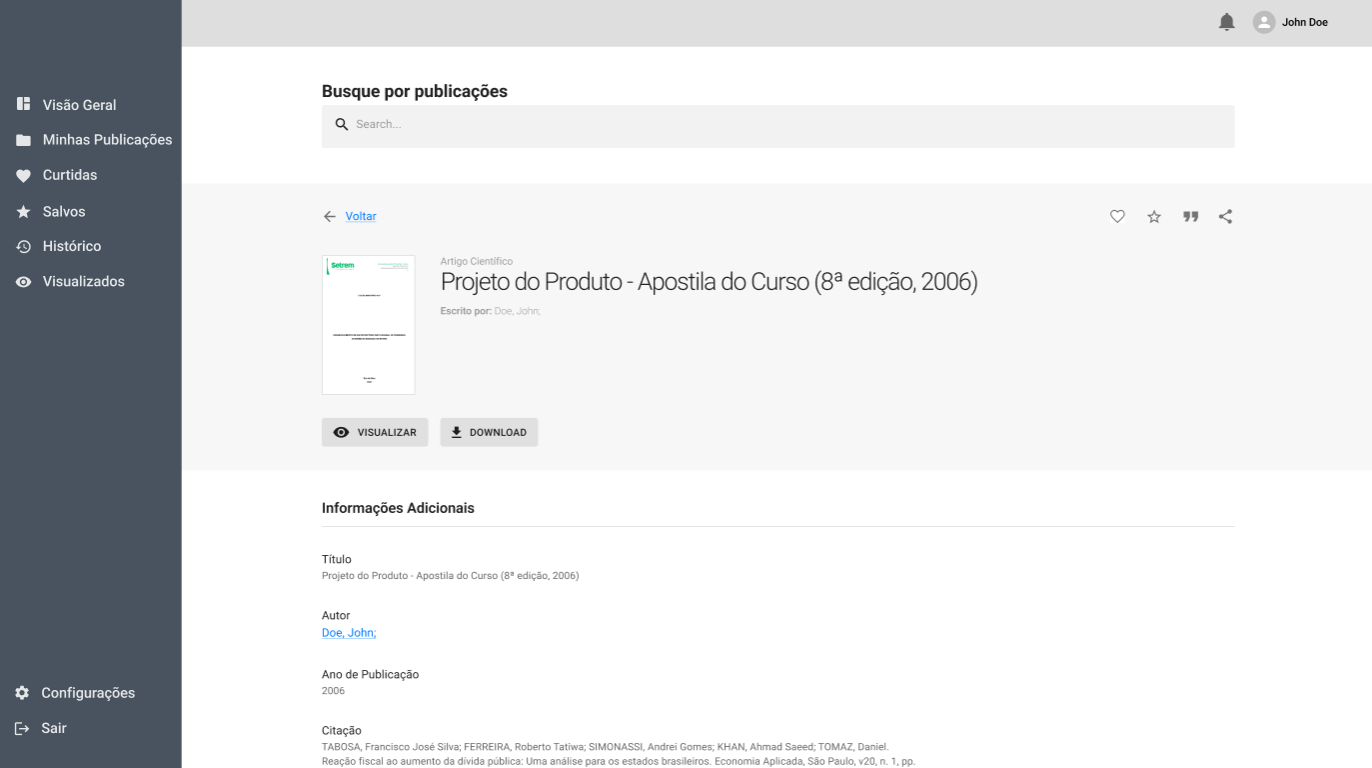 John Doe
Visão Geral
Minhas Publicações
Curtidas
Salvos
Histórico
Visualizados
Configurações
Sair
Busque por publicações
Search...
Voltar
Setrem
Artigo Científico
Projeto do Produto - Apostila do Curso (8ª edição, 2006)
Escrito por: Doe, John;
VISUALIZAR
DOWNLOAD
Informações Adicionais
Título
Projeto do Produto - Apostila do Curso (8ª edição, 2006)
Autor
Doe, John;
Ano de Publicação
2006
Citação
TABOSA, Francisco José Silva; FERREIRA, Roberto Tatiwa; SIMONASSI, Andrei Gomes; KHAN, Ahmad Saeed; TOMAZ, Daniel.
Reação fiscal ao aumento da dívida pública: Uma análise para os estados brasileiros. Economia Aplicada, São Paulo, v20, n. 1, pp.